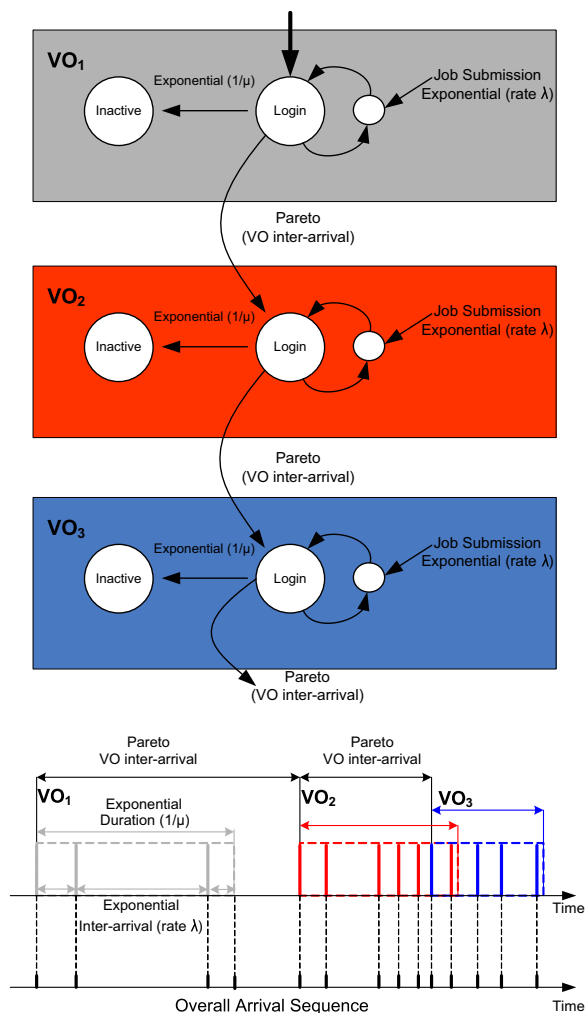 VO1
Exponential (1/μ)
Job Submission
Exponential (rate λ)
Inactive
Login
Pareto
(VO inter-arrival)
VO2
Exponential (1/μ)
Job Submission
Exponential (rate λ)
Inactive
Login
Pareto
(VO inter-arrival)
VO3
Exponential (1/μ)
Job Submission
Exponential (rate λ)
Inactive
Login
Pareto
(VO inter-arrival)
Pareto
VO inter-arrival
Pareto
VO inter-arrival
VO1
VO2
VO3
Exponential
Duration (1/μ)
Exponential
Inter-arrival (rate λ)
Time
Overall Arrival Sequence
Time